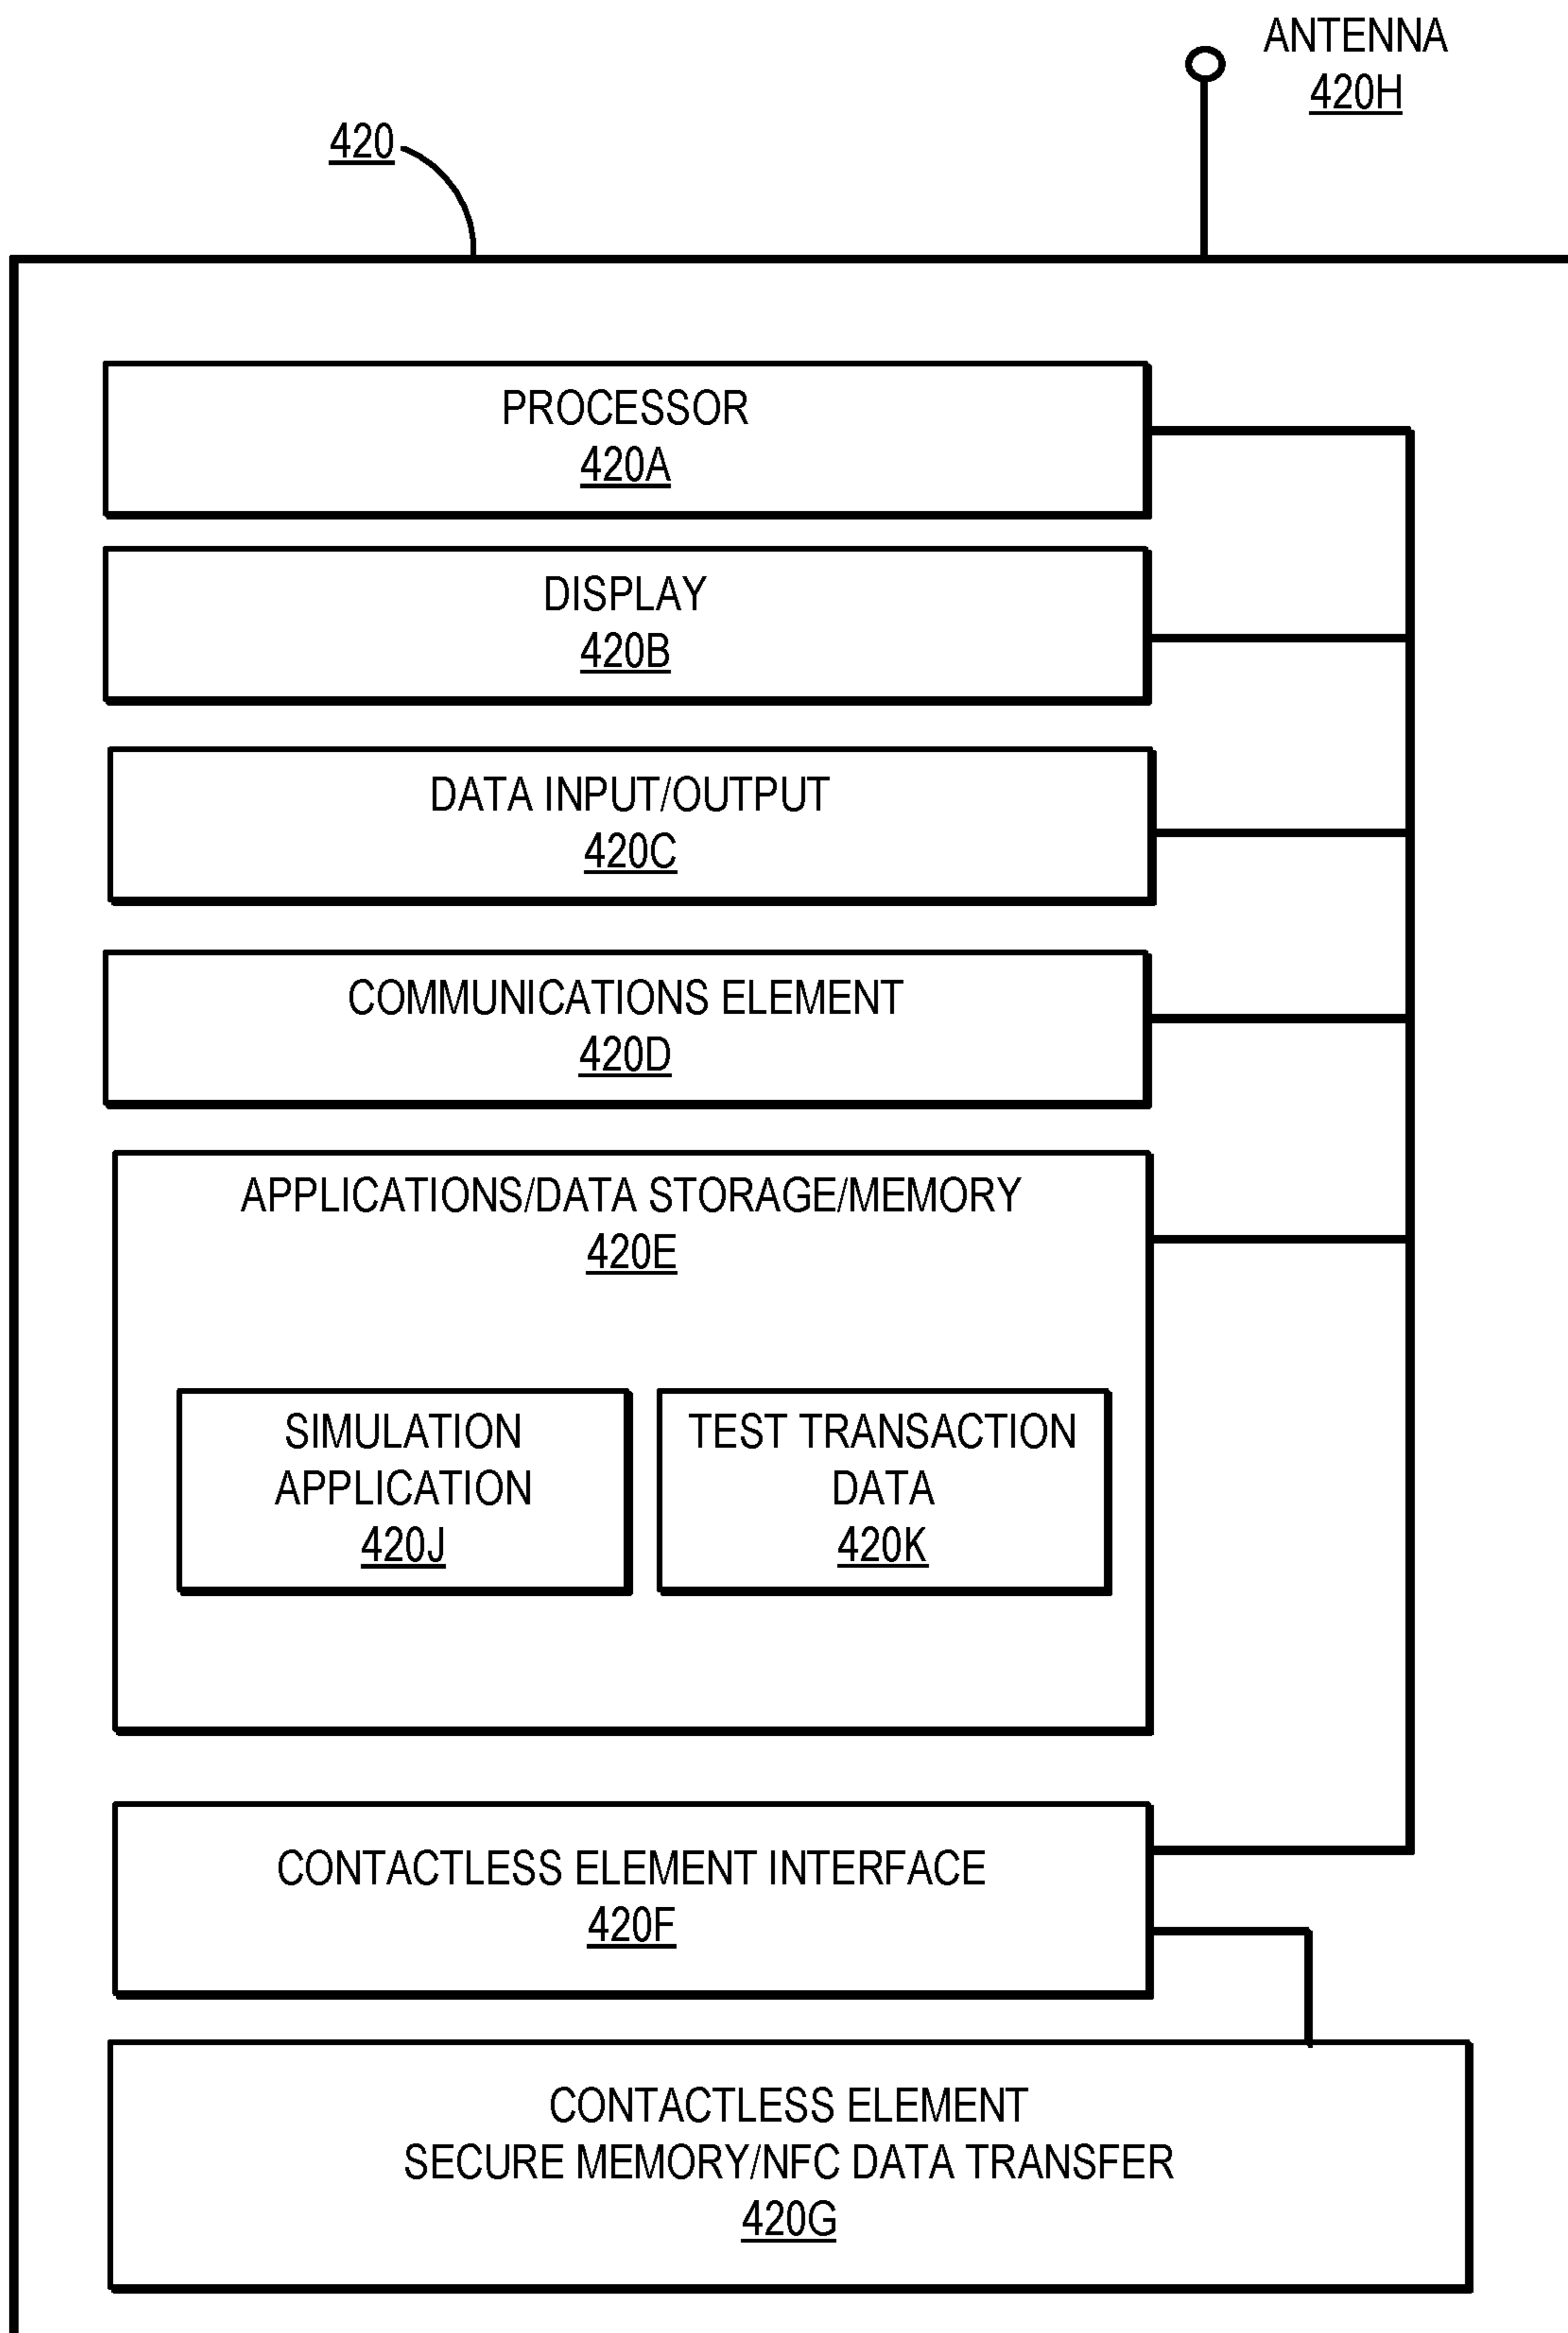 ANTENNA
420H
420
PROCESSOR
420A
DISPLAY
420B
DATA INPUT/OUTPUT
420C
COMMUNICATIONS ELEMENT
420D
APPLICATIONS/DATA STORAGE/MEMORY
420E
SIMULATION
APPLICATION
420J
TEST TRANSACTION
DATA
420K
CONTACTLESS ELEMENT INTERFACE
420F
CONTACTLESS ELEMENT
SECURE MEMORY/NFC DATA TRANSFER
420G